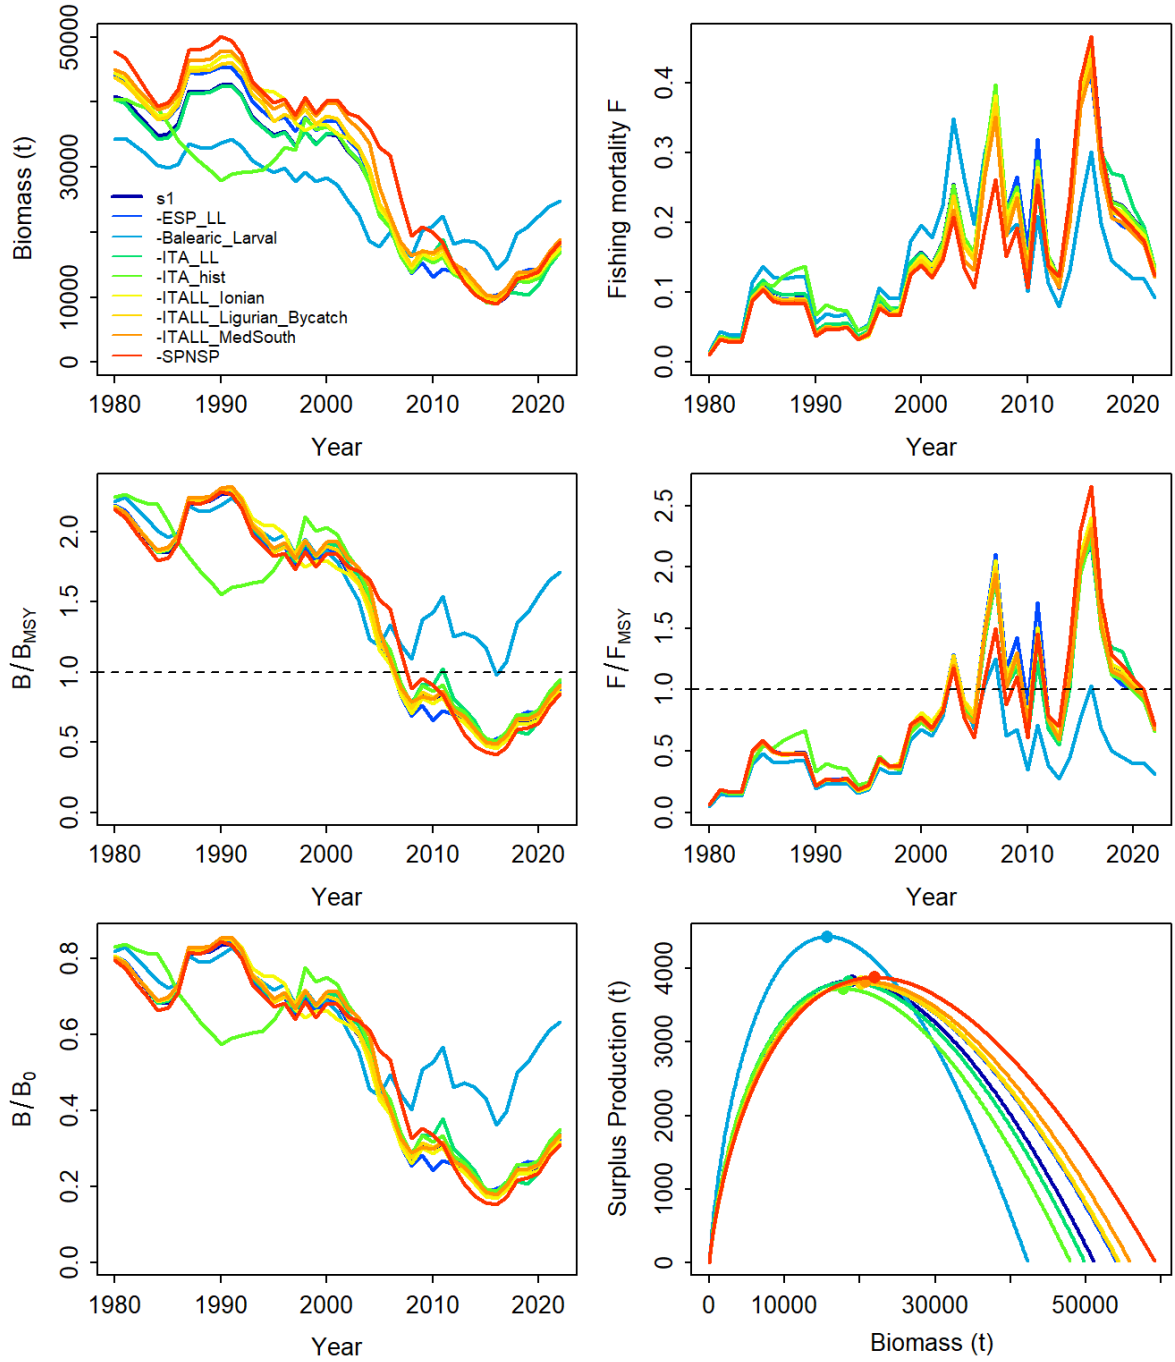 Biomass (t)
0 10000 30000 50000
s1
-ESP_LL
-Balearic_Larval
-ITA_LL
-ITA_hist
-ITALL_Ionian
-ITALL_Ligurian_Bycatch
-ITALL_MedSouth
-SPNSP
1980 1990 2000 2010 2020
Year
Fishing mortality F
0.0 0.1 0.2 0.3 0.4
1980 1990 2000 2010 2020
Year
B/BMSY
0.0 0.5 1.0 1.5 2.0
1980 1990 2000 2010 2020
Year
F/FMSY
0.0 0.5 1.0 1.5 2.0 2.5
1980 1990 2000 2010 2020
Year
B/B0
0.0 0.2 0.4 0.6 0.8
1980 1990 2000 2010 2020
Year
Surplus Production (t)
0 1000 2000 3000 4000
0 10000 30000 50000
Biomass (t)